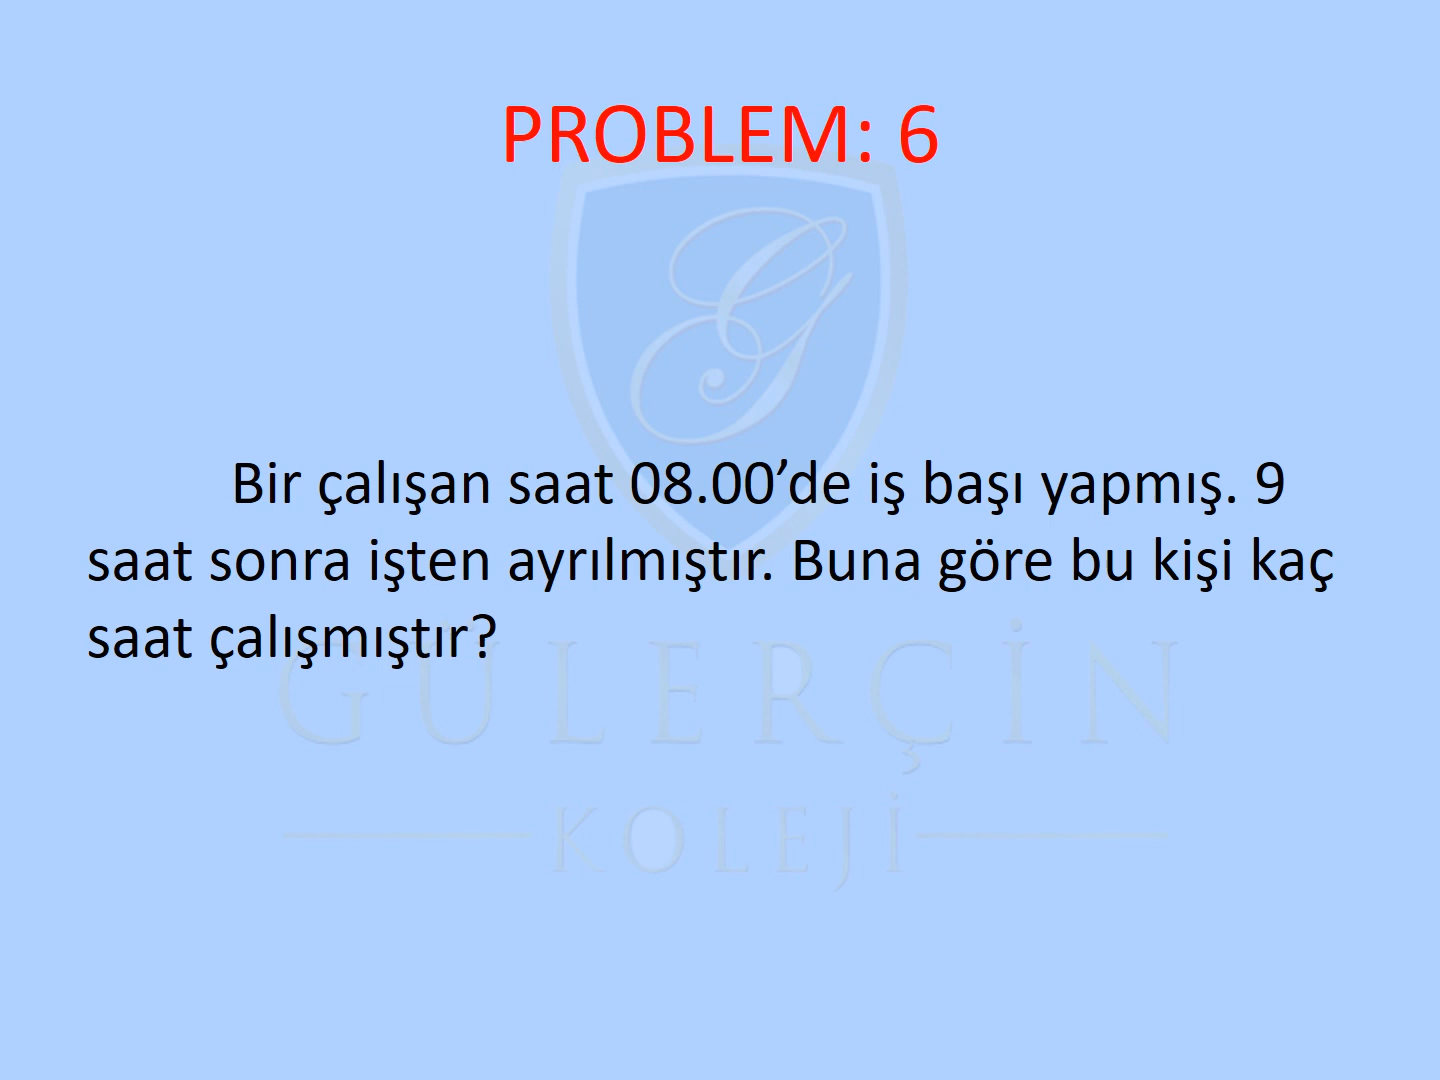 PROBLEM: 6
Bir çalışan saat 08.00’de iş başı yapmış. 9
saat sonra işten ayrılmıştır. Buna göre bu kişi kaç
saat çalışmıştır?
GÜLERÇİN
KOLEJİ